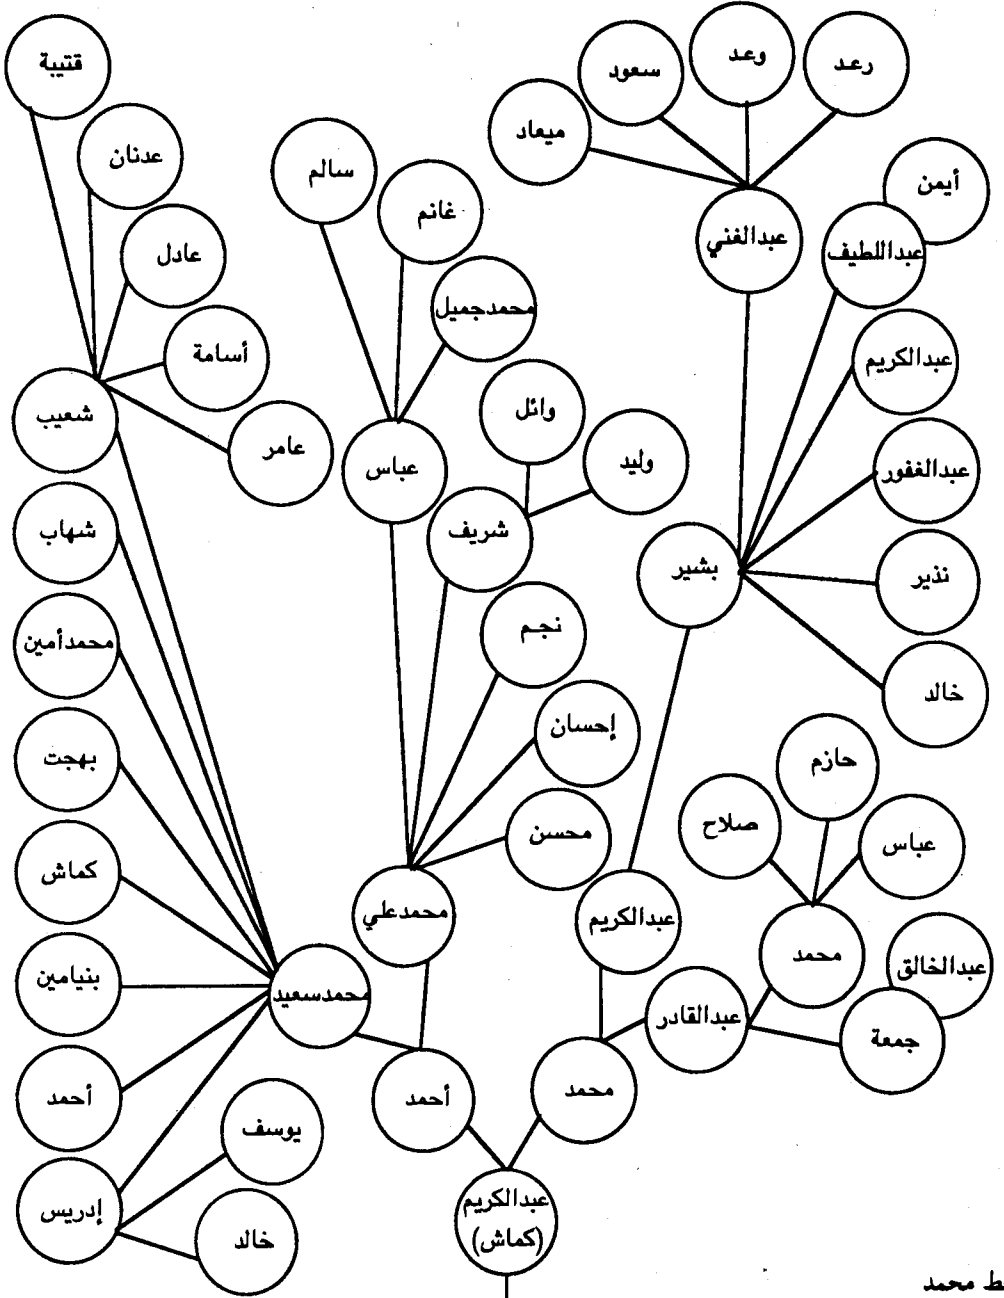 رعد
وعد
سعود
ميعاد
قتيبة
عدنان
عادل
أسامة
عامر
سالم
غانم
محمدجميل
وائل
وليد
أيمن
عبداللطيف
عبدالغني
عبدالكريم
عبدالغفور
نذير
خالد
بشير
عباس
شريف
نجم
إحسان
محسن
شعيب
شهاب
محمدأمين
بهجت
كماش
بنيامين
أحمد
إدريس
يوسف
خالد
حازم
صلاح
عباس
محمد
عبدالخالق
جمعة
عبدالقادر
عبدالكريم
محمدعلي
محمدسعيد
أحمد
محمد
عبدالكريم
(كماش)
محمد